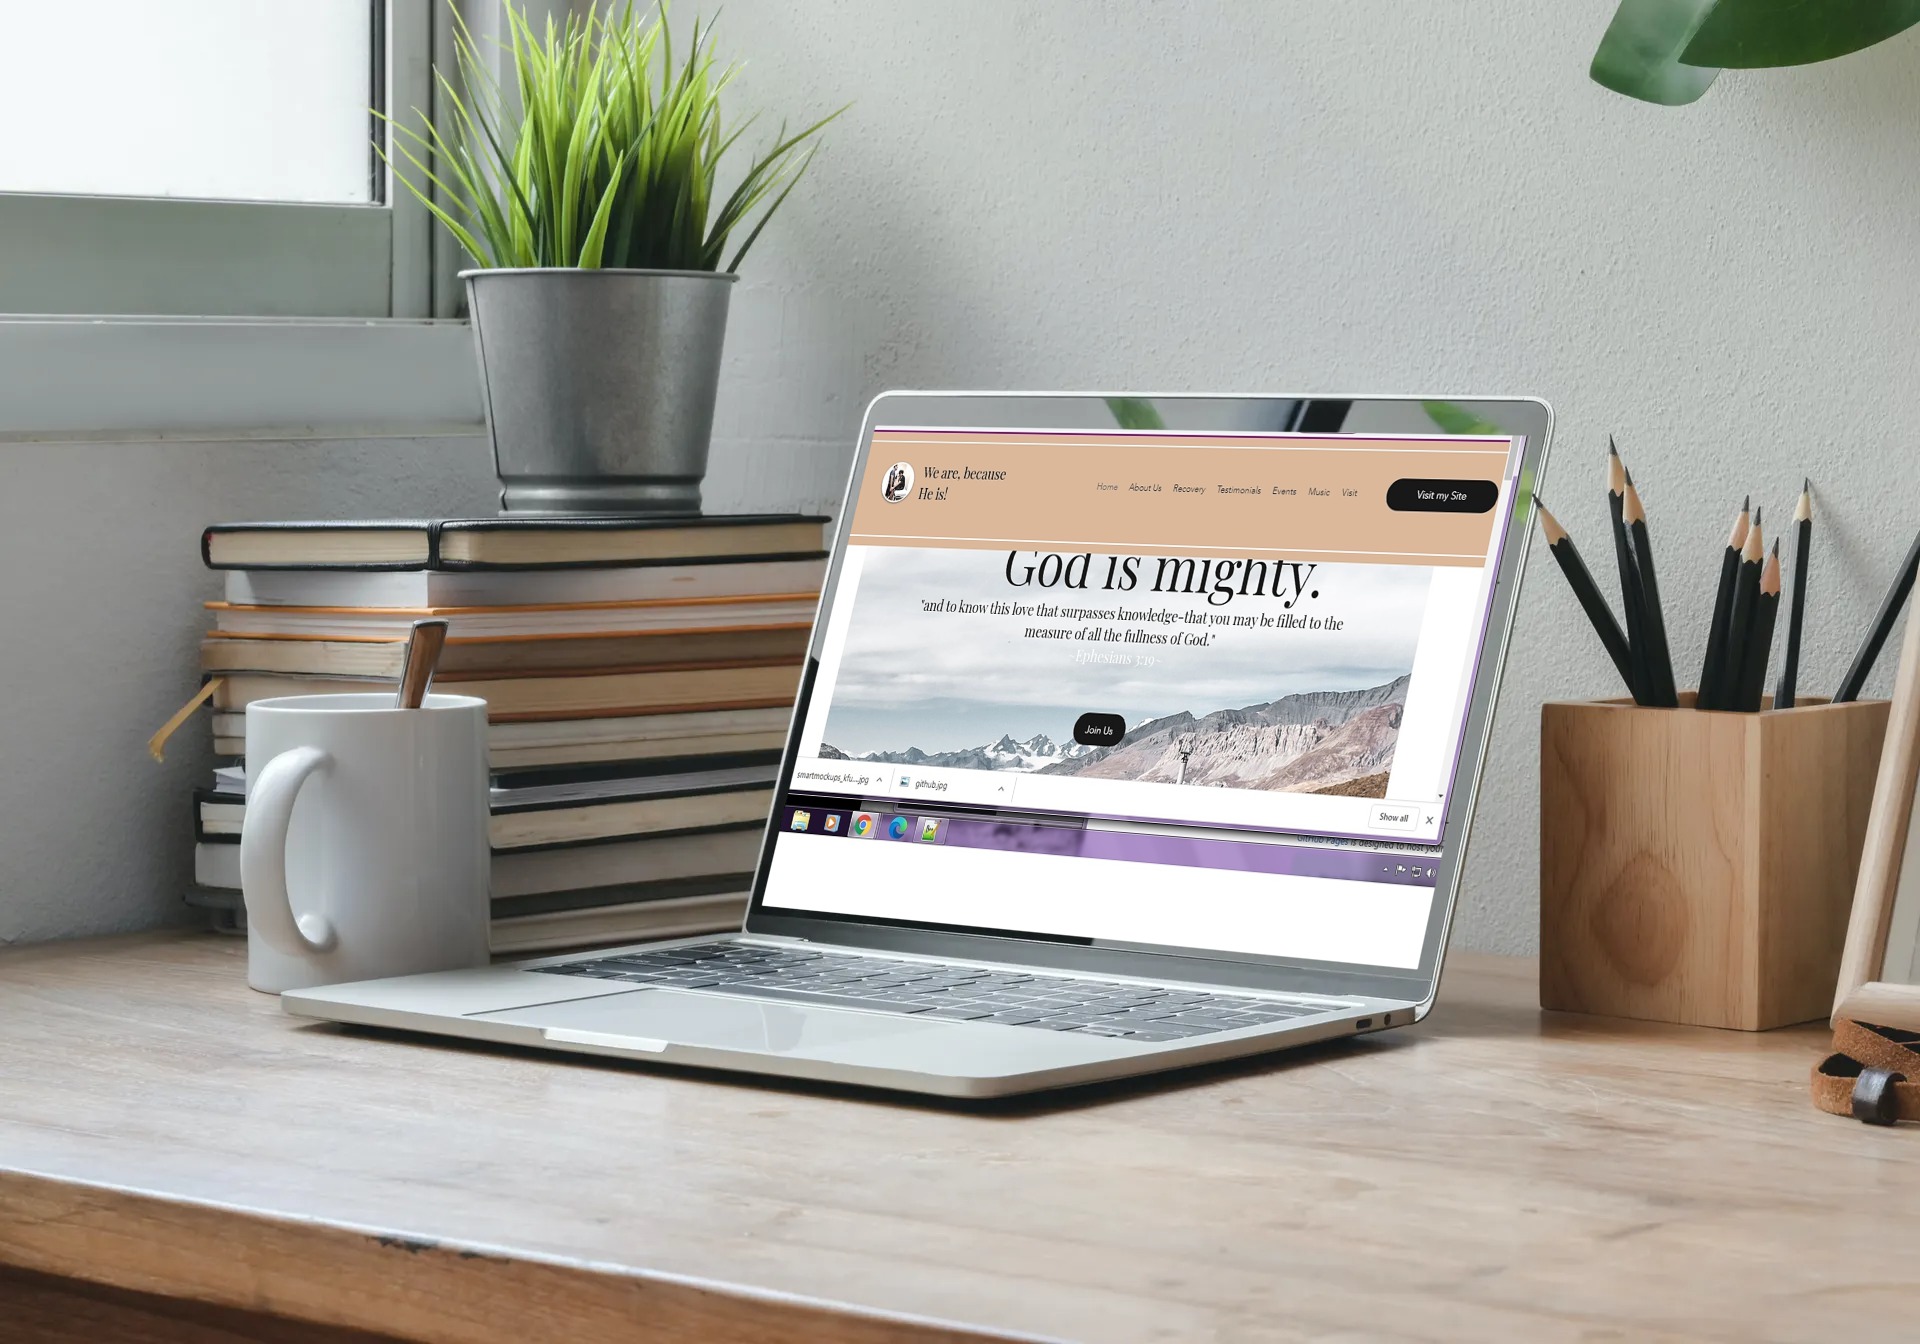 We are, because
He is!
Home About Us Recovery Testimonials Events Music Visit
Visit my Site
God is mighty.
"and to know this love that surpasses knowledge-that you may be filled to the
measure of all the fullness of God."
~Ephesians 3:19~
Join Us
smartmockups_kfu....jpg
github.jpg
Show all
GitHub Pages is designed to host your